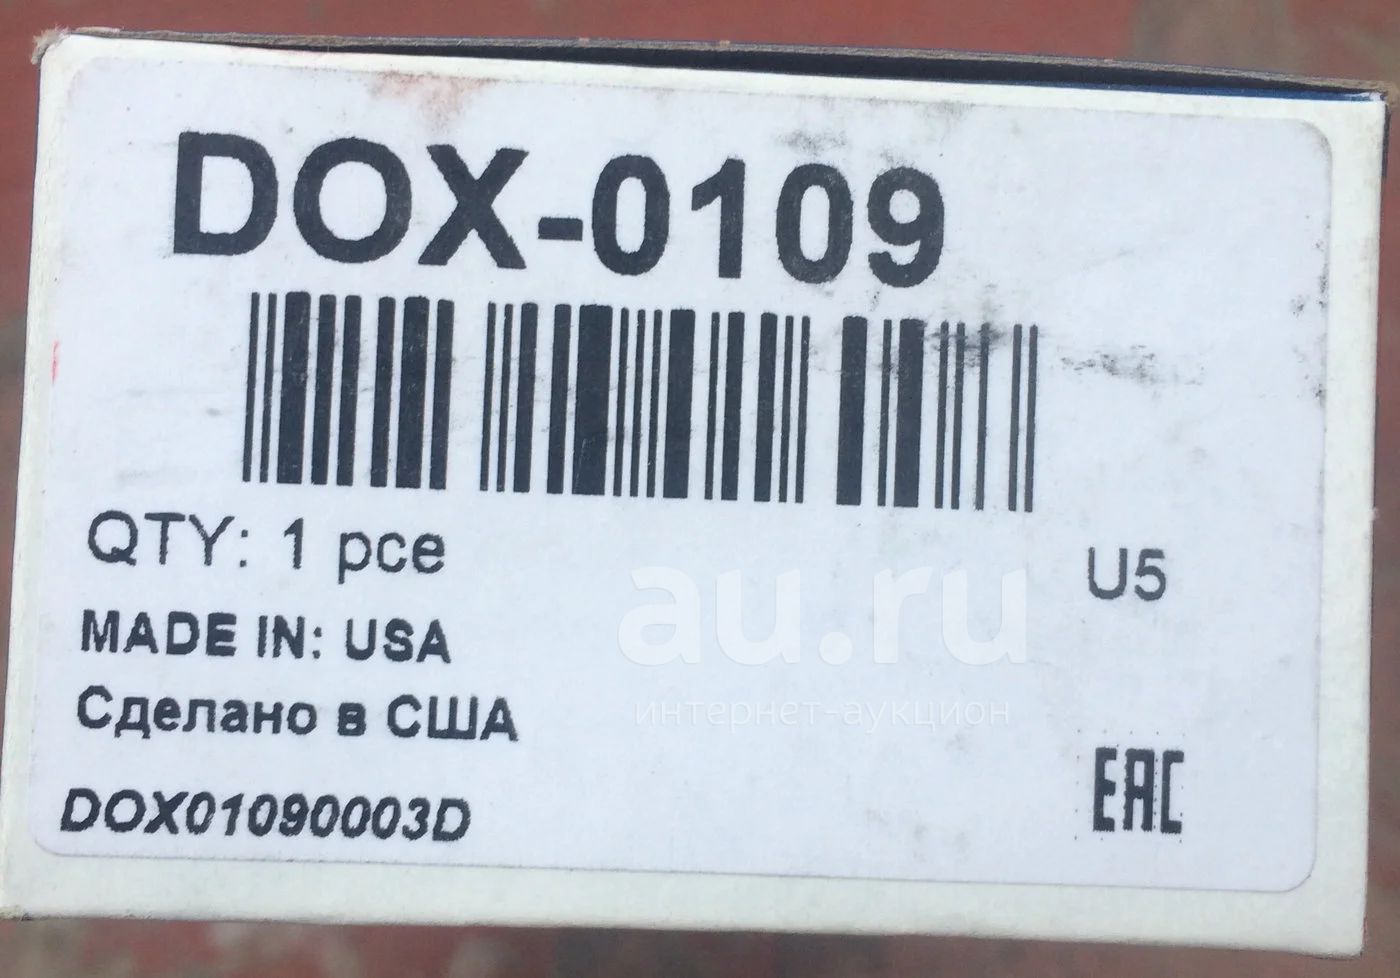 DOX-0109
QTY: 1 pce
U5
MADE IN: USA
Сделано в США
DOX01090003D
EAC
au.ru
интернет-аукцион